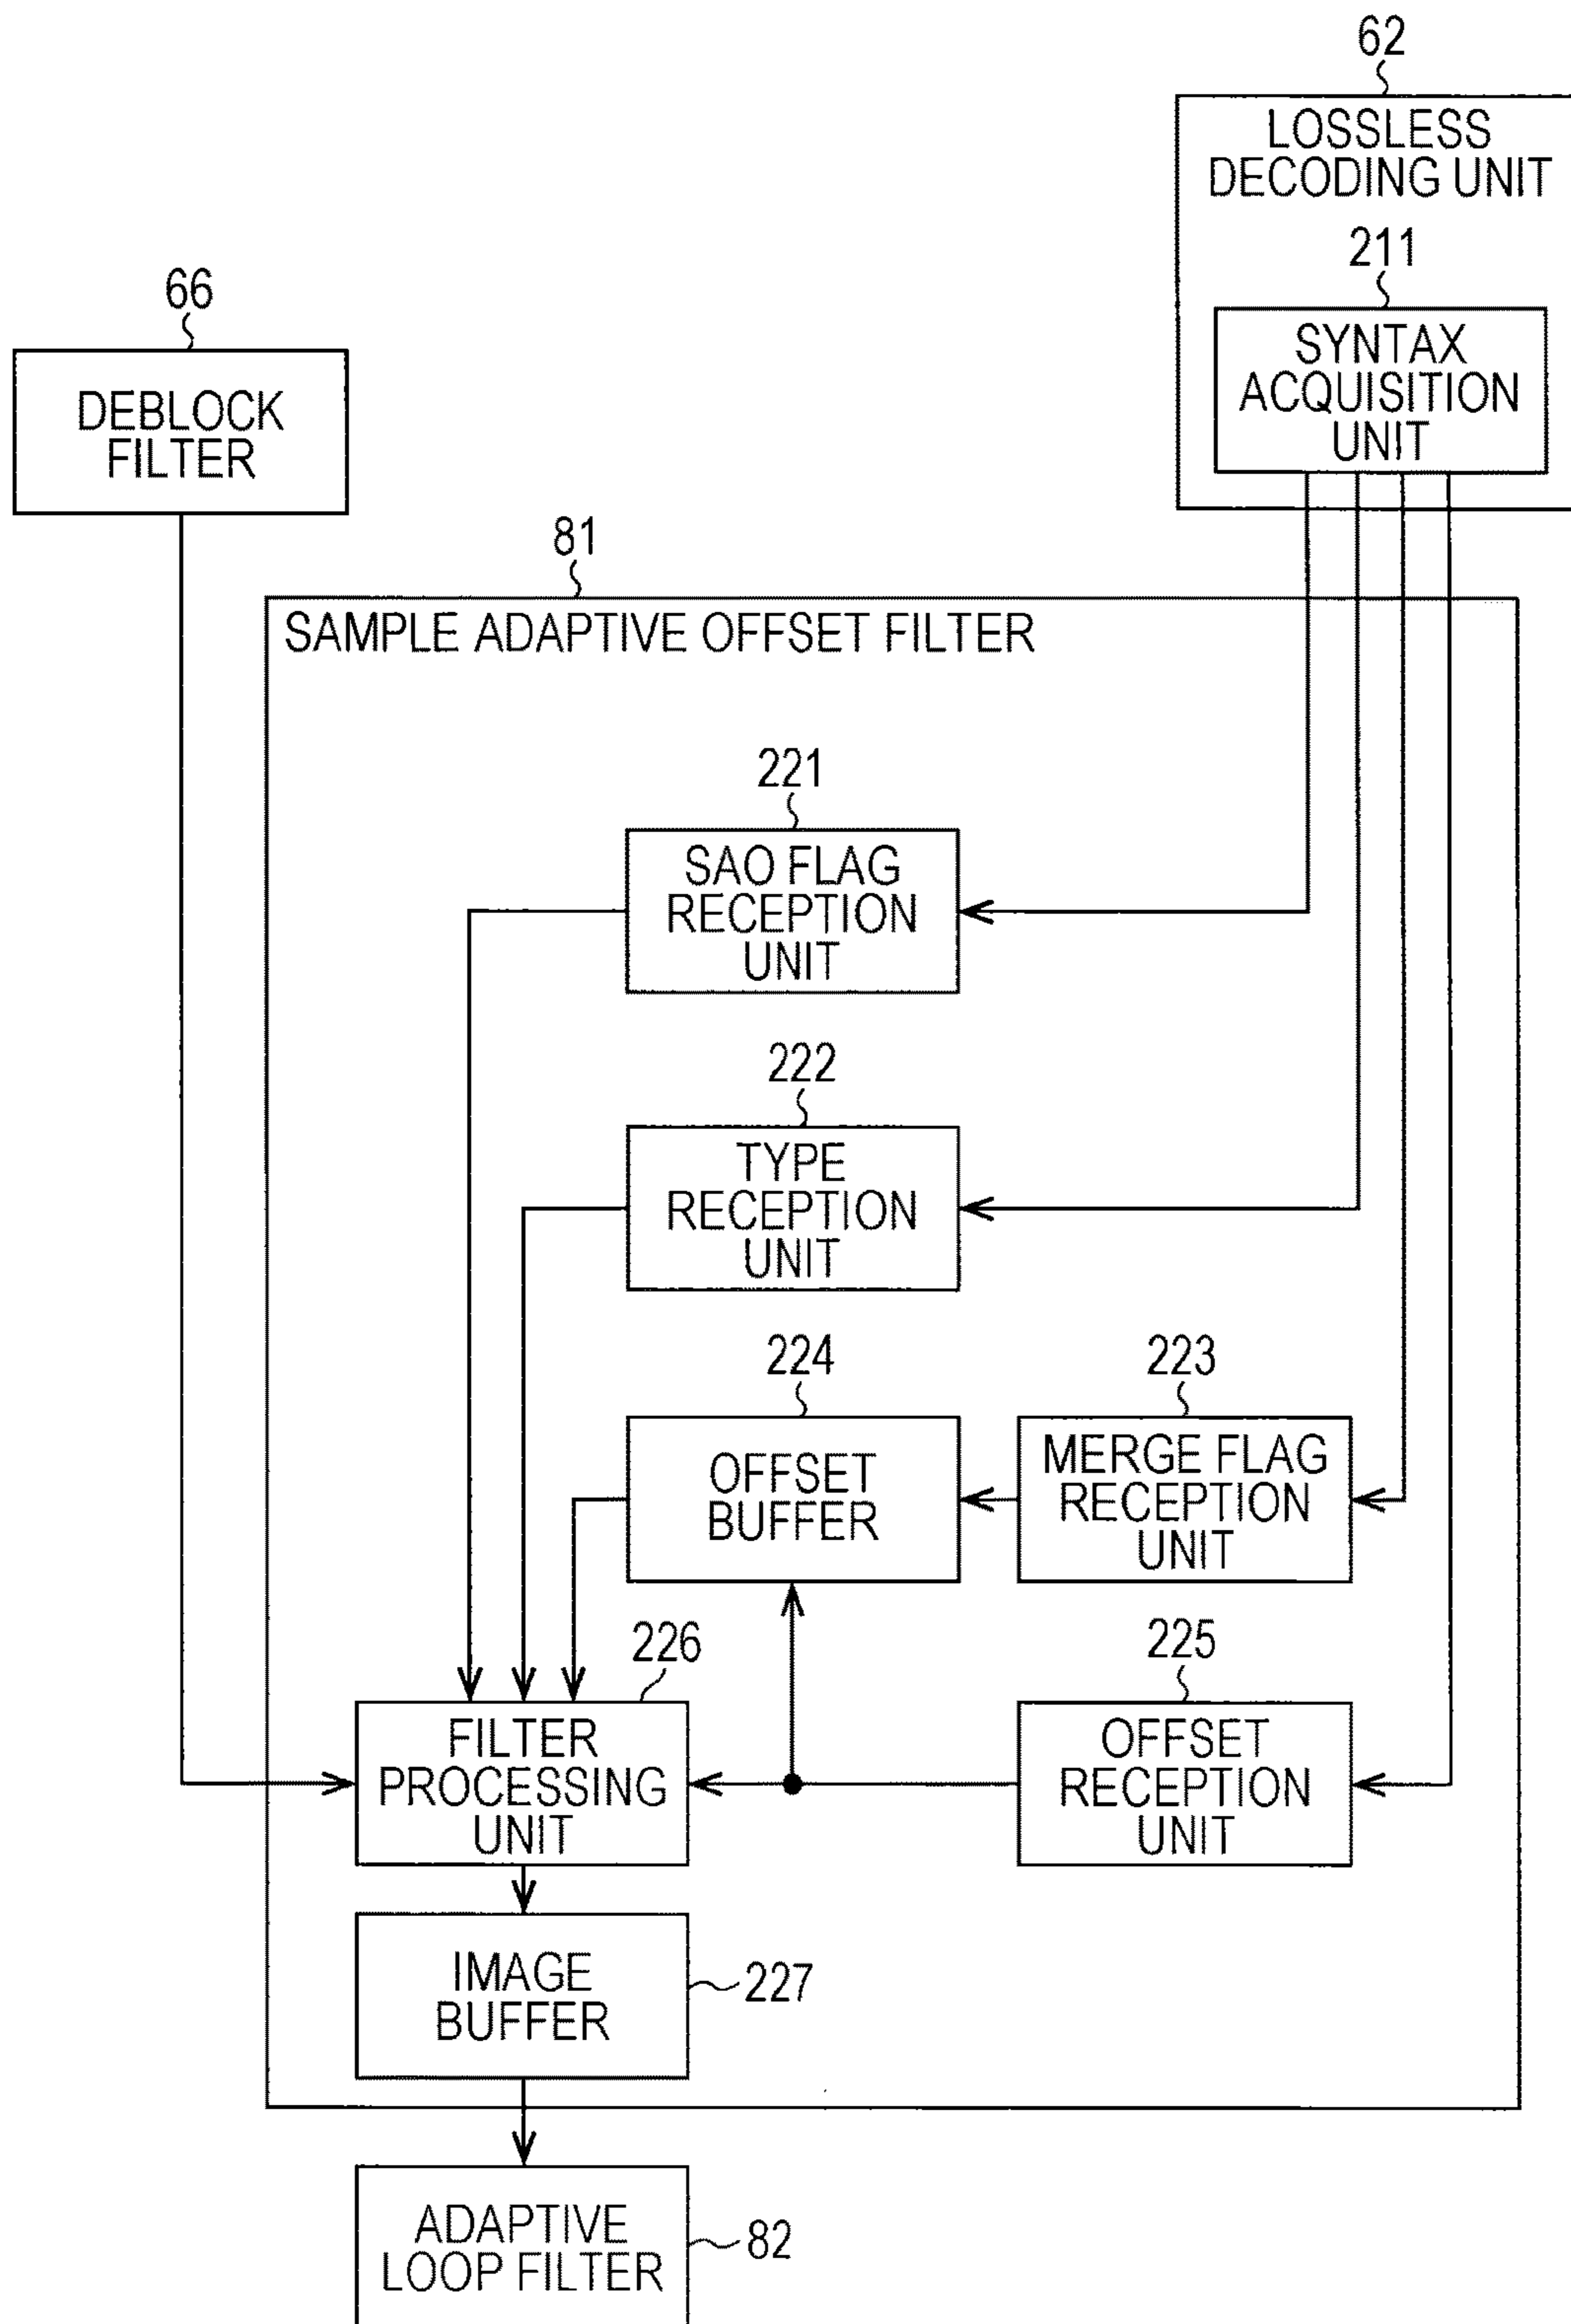 62
LOSSLESS
DECODING UNIT
211
SYNTAX
ACQUISITION
UNIT
66
DEBLOCK
FILTER
81
SAMPLE ADAPTIVE OFFSET FILTER
221
SAO FLAG
RECEPTION
UNIT
222
TYPE
RECEPTION
UNIT
224
OFFSET
BUFFER
223
MERGE FLAG
RECEPTION
UNIT
226
FILTER
PROCESSING
UNIT
225
OFFSET
RECEPTION
UNIT
IMAGE
BUFFER
227
ADAPTIVE
LOOP FILTER
82